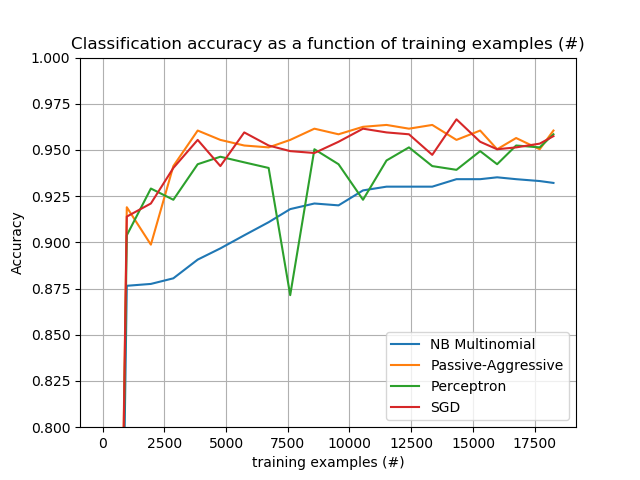 Classification accuracy as a function of training examples (#)
1.000
0.975
0.950
0.925
0.900
0.875
0.850
0.825
0.800
Accuracy
NB Multinomial
Passive-Aggressive
Perceptron
SGD
0 2500 5000 7500 10000 12500 15000 17500
training examples (#)